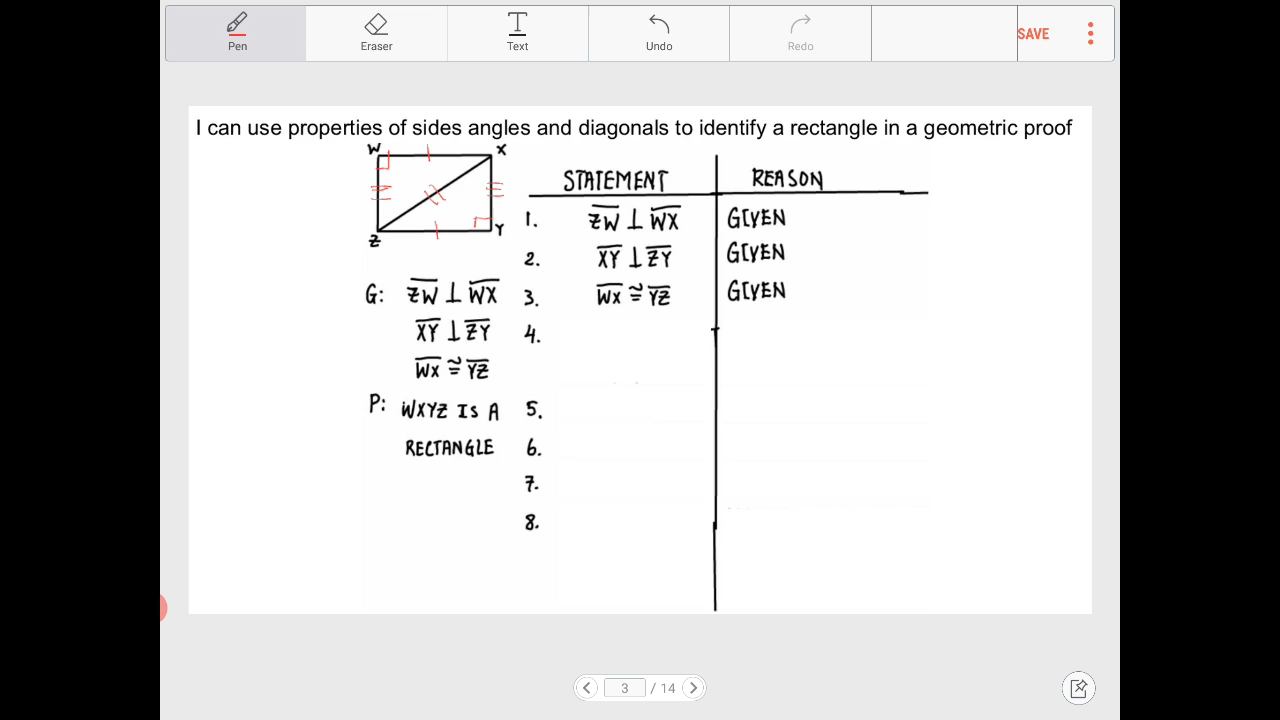 Pen Eraser Text Undo Redo SAVE
I can use properties of sides angles and diagonals to identify a rectangle in a geometric proof
W X
Z Y
STATEMENT REASON
1. ZW ⊥ WX GIVEN
2. XY ⊥ ZY GIVEN
3. WX ≅ YZ GIVEN
4.
5.
6.
7.
8.
G: ZW ⊥ WX
XY ⊥ ZY
WX ≅ YZ
P: WXYZ IS A
RECTANGLE
3 / 14